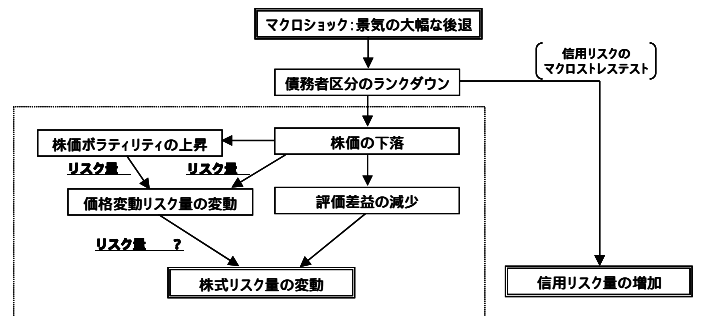 マクロショック：景気の大幅な後退
信用リスクの
マクロストレステスト
債務者区分のランクダウン
株価ボラティリティの上昇
株価の下落
リスク量
リスク量
価格変動リスク量の変動
評価差益の減少
リスク量　？
株式リスク量の変動
信用リスク量の増加